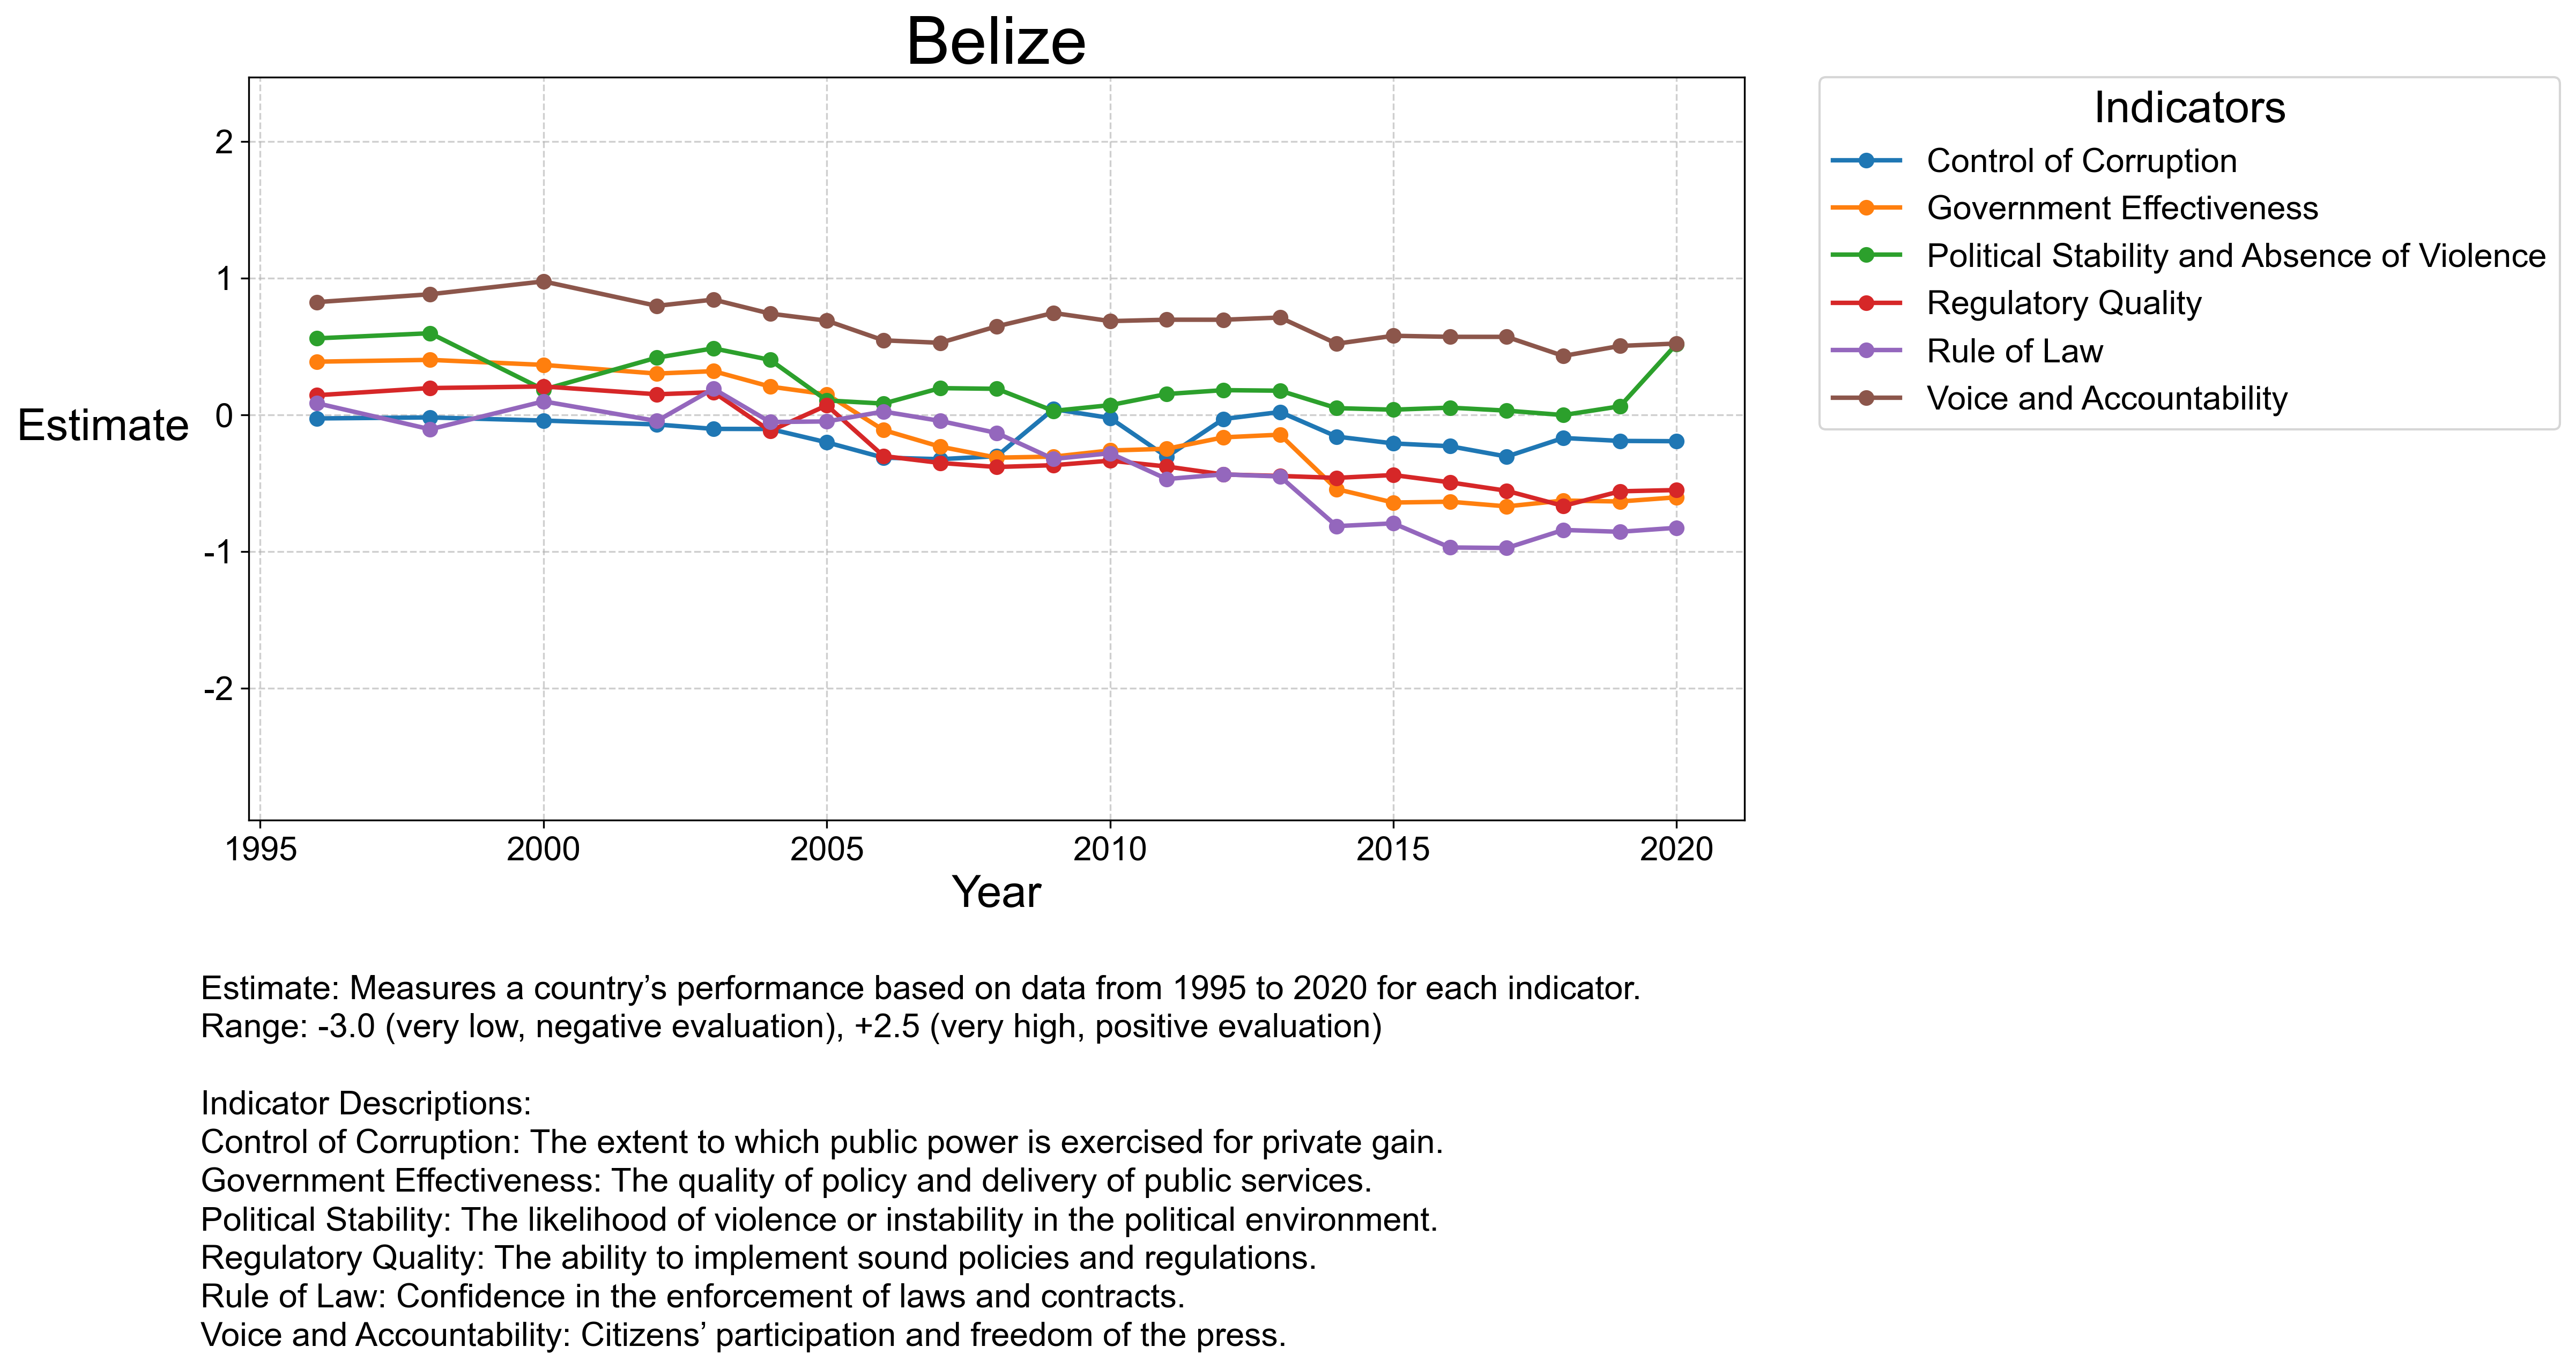 Belize
Estimate
2
1
0
-1
-2
1995 2000 2005 2010 2015 2020
Year
Indicators
Control of Corruption
Government Effectiveness
Political Stability and Absence of Violence
Regulatory Quality
Rule of Law
Voice and Accountability
Estimate: Measures a country’s performance based on data from 1995 to 2020 for each indicator.
Range: -3.0 (very low, negative evaluation), +2.5 (very high, positive evaluation)
Indicator Descriptions:
Control of Corruption: The extent to which public power is exercised for private gain.
Government Effectiveness: The quality of policy and delivery of public services.
Political Stability: The likelihood of violence or instability in the political environment.
Regulatory Quality: The ability to implement sound policies and regulations.
Rule of Law: Confidence in the enforcement of laws and contracts.
Voice and Accountability: Citizens’ participation and freedom of the press.